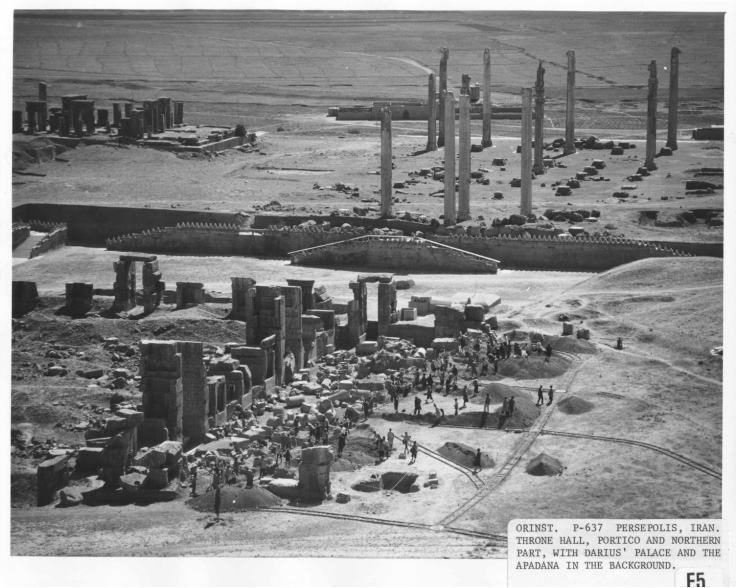 ORINST. P-637 PERSEPOLIS, IRAN.
THRONE HALL, PORTICO AND NORTHERN
PART, WITH DARIUS' PALACE AND THE
APADANA IN THE BACKGROUND.
F5